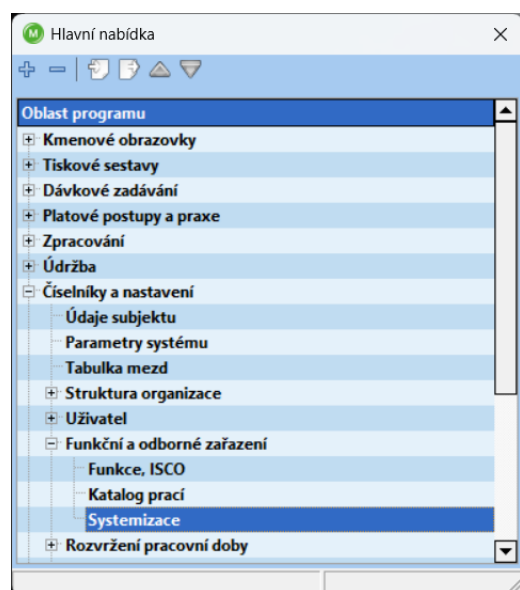 Hlavní nabídka
Oblast programu
Kmenové obrazovky
Tiskové sestavy
Dávkové zadávání
Platové postupy a praxe
Zpracování
Údržba
Číselníky a nastavení
Údaje subjektu
Parametry systému
Tabulka mezd
Struktura organizace
Uživatel
Funkční a odborné zařazení
Funkce, ISCO
Katalog prací
Systemizace
Rozvržení pracovní doby